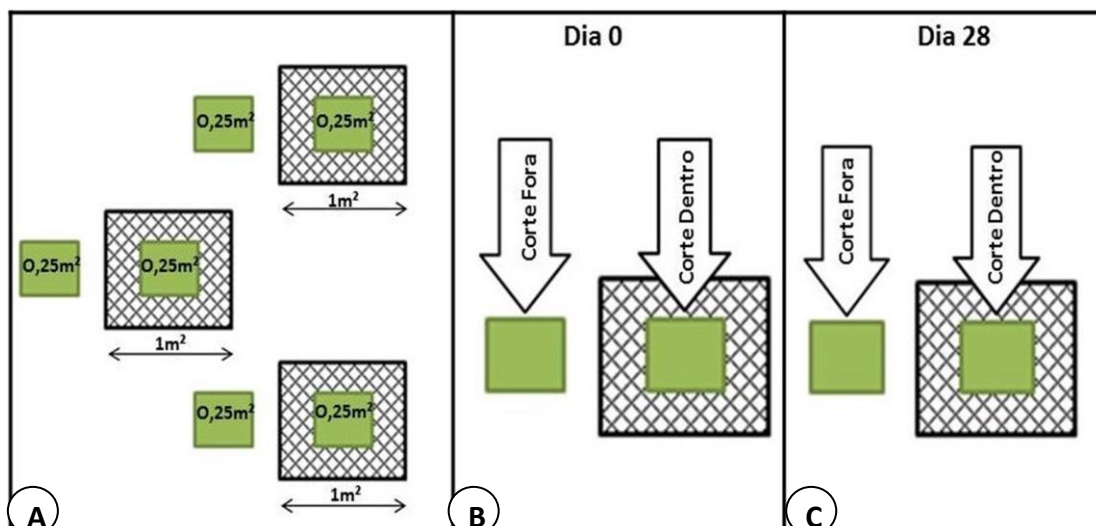 O,25m²
O,25m²
1m²
O,25m²
O,25m²
1m²
O,25m²
O,25m²
1m²
A
Dia 0
Corte Fora
Corte Dentro
B
Dia 28
Corte Fora
Corte Dentro
C